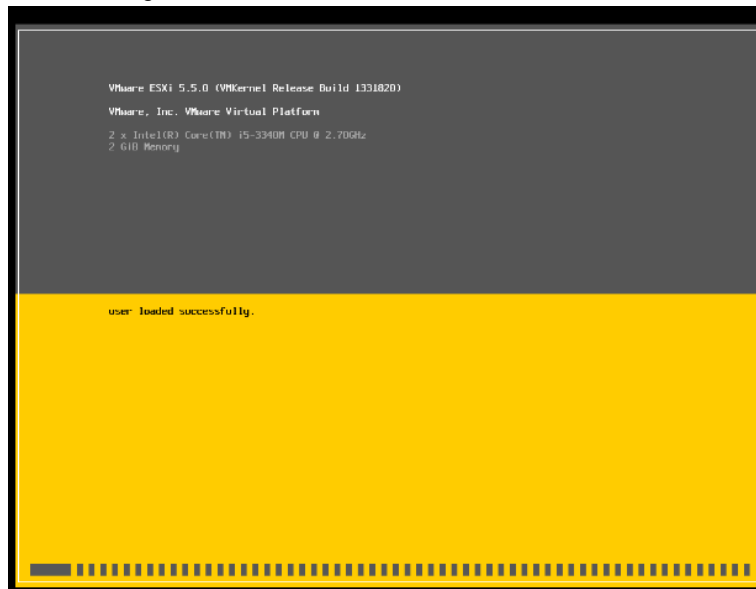 VMware ESXi 5.5.0 (VMKernel Release Build 1331820)
VMware, Inc. VMware Virtual Platform
2 x Intel(R) Core(TM) i5-3340M CPU @ 2.70GHz
2 GiB Memory
user loaded successfully.